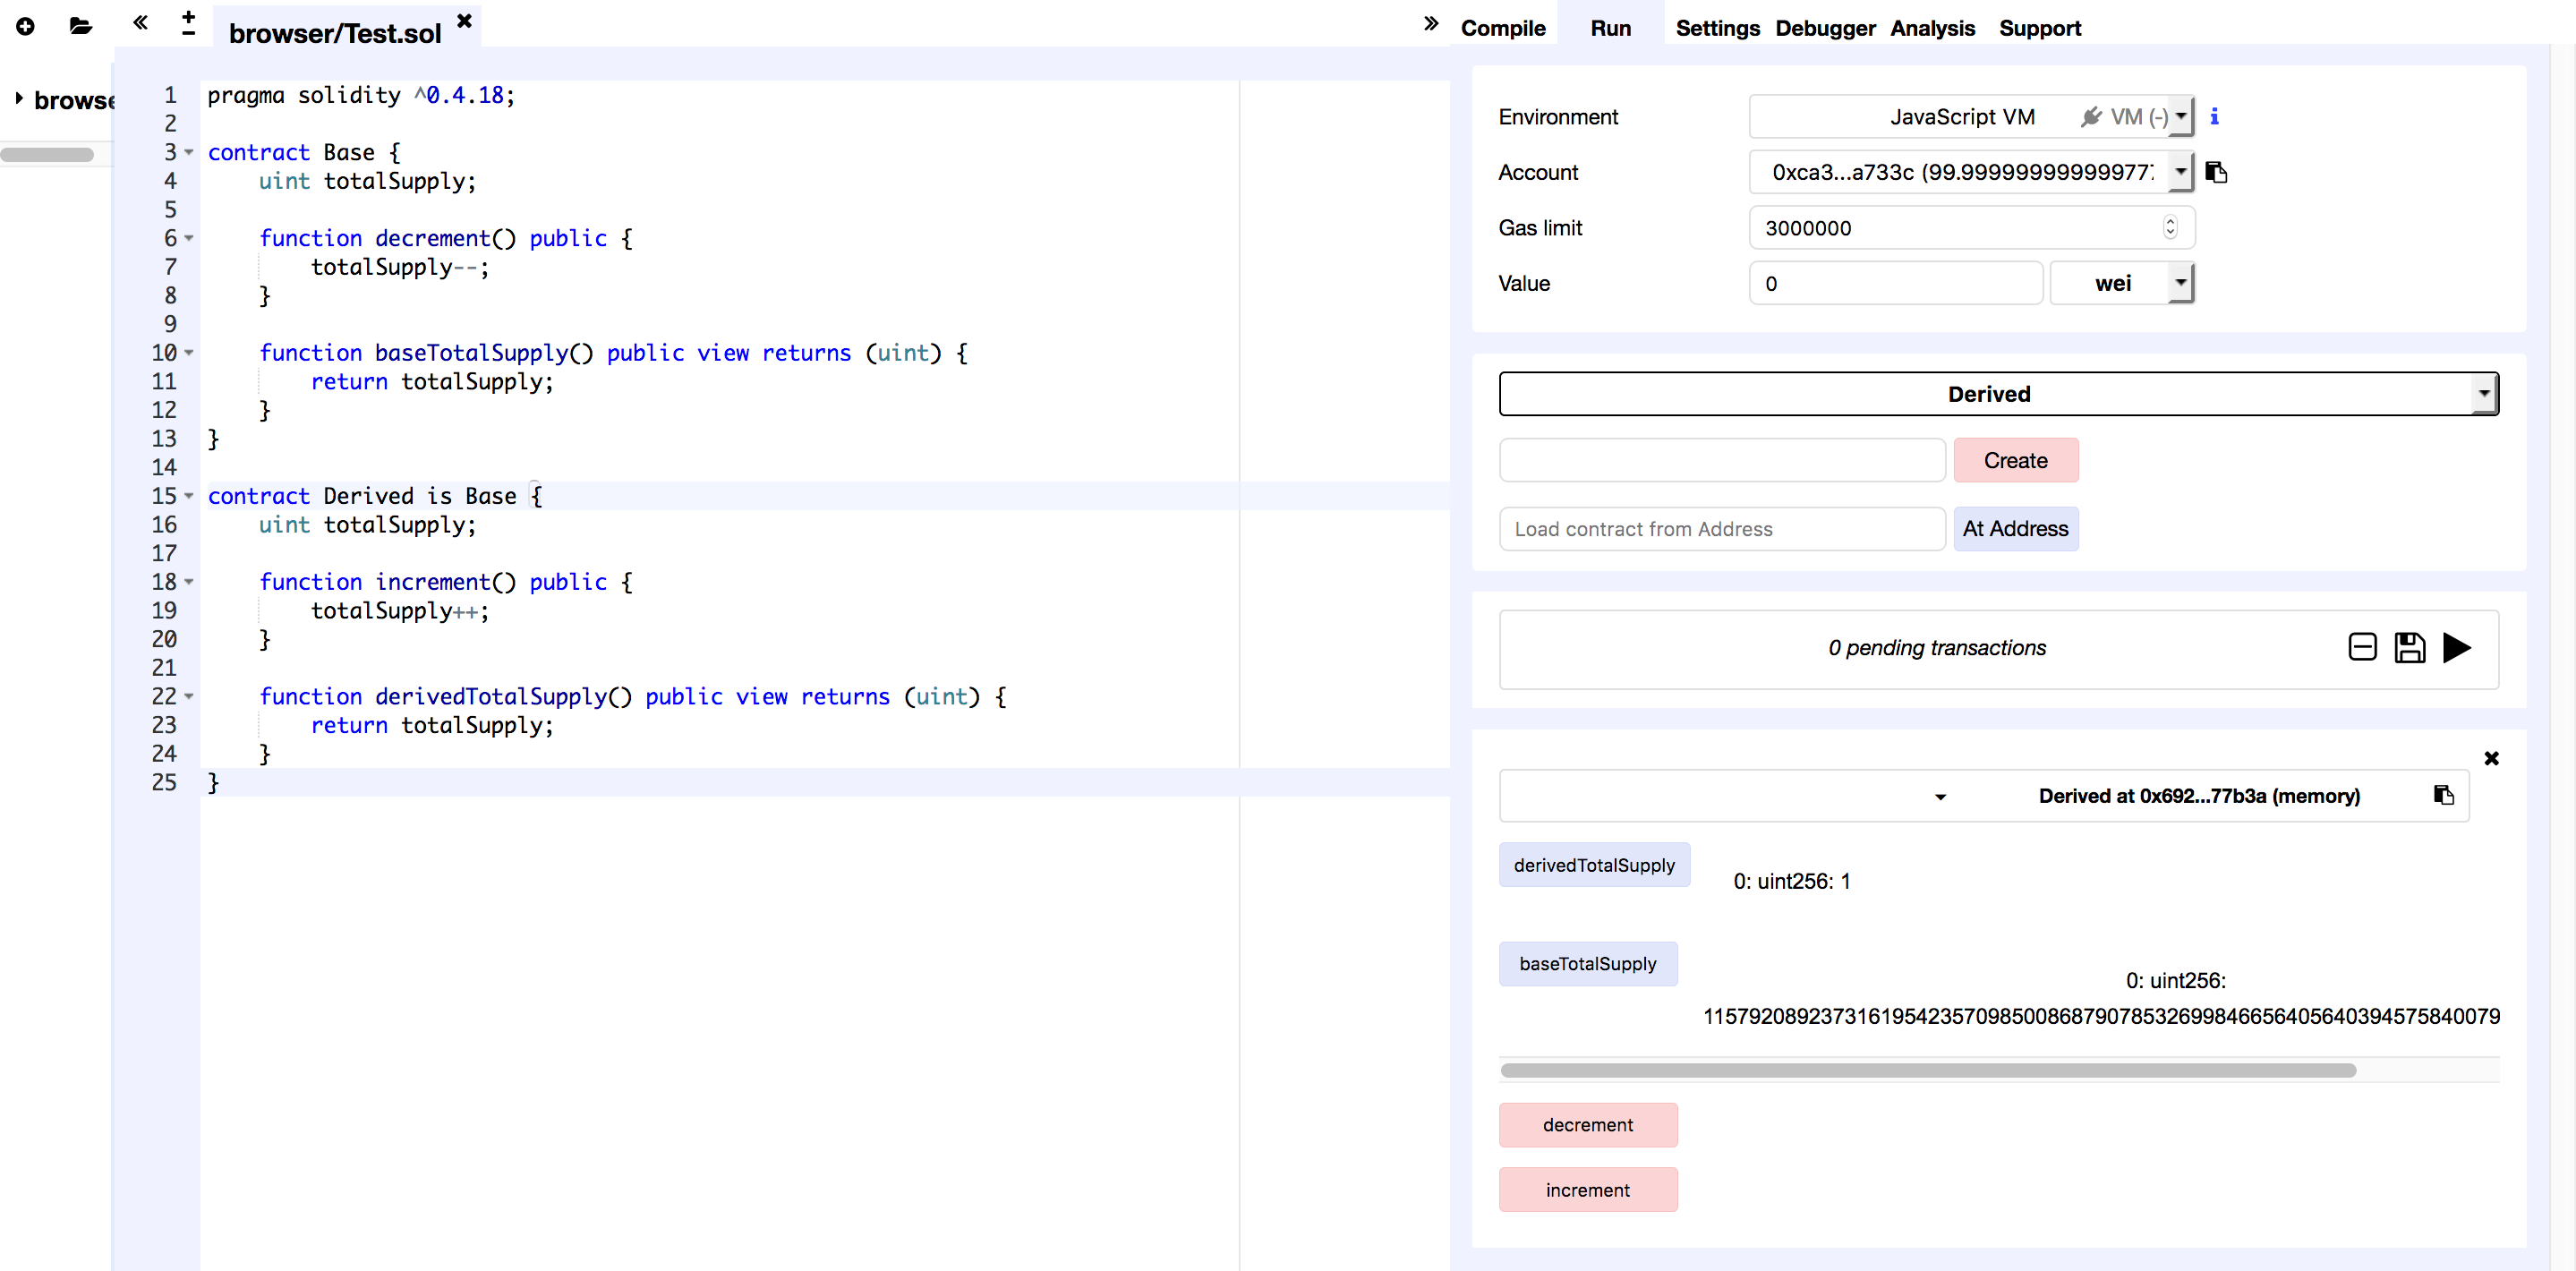 browser/Test.sol
browse
1 pragma solidity ^0.4.18;
2
3 contract Base {
4     uint totalSupply;
5
6     function decrement() public {
7         totalSupply--;
8     }
9
10     function baseTotalSupply() public view returns (uint) {
11         return totalSupply;
12     }
13 }
14
15 contract Derived is Base {
16     uint totalSupply;
17
18     function increment() public {
19         totalSupply++;
20     }
21
22     function derivedTotalSupply() public view returns (uint) {
23         return totalSupply;
24     }
25 }
Compile Run Settings Debugger Analysis Support
Environment JavaScript VM VM (-)
Account 0xca3...a733c (99.999999999999777
Gas limit 3000000
Value 0 wei
Derived
Create
Load contract from Address At Address
0 pending transactions
Derived at 0x692...77b3a (memory)
derivedTotalSupply
0: uint256: 1
baseTotalSupply
0: uint256:
1157920892373161954235709850086879078532699846656405640394575840079
decrement
increment